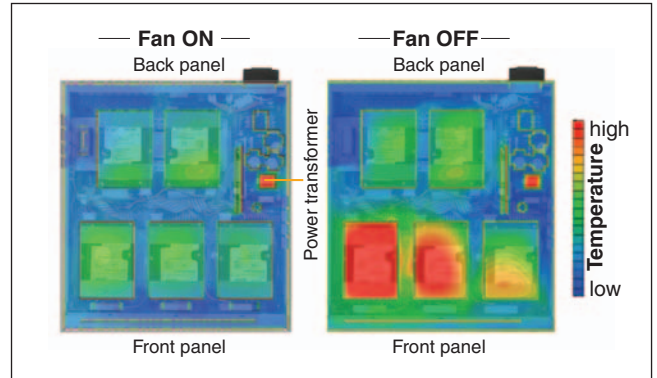 Fan ON
Fan OFF
Back panel
Back panel
Power transformer
high
Temperature
low
Front panel
Front panel